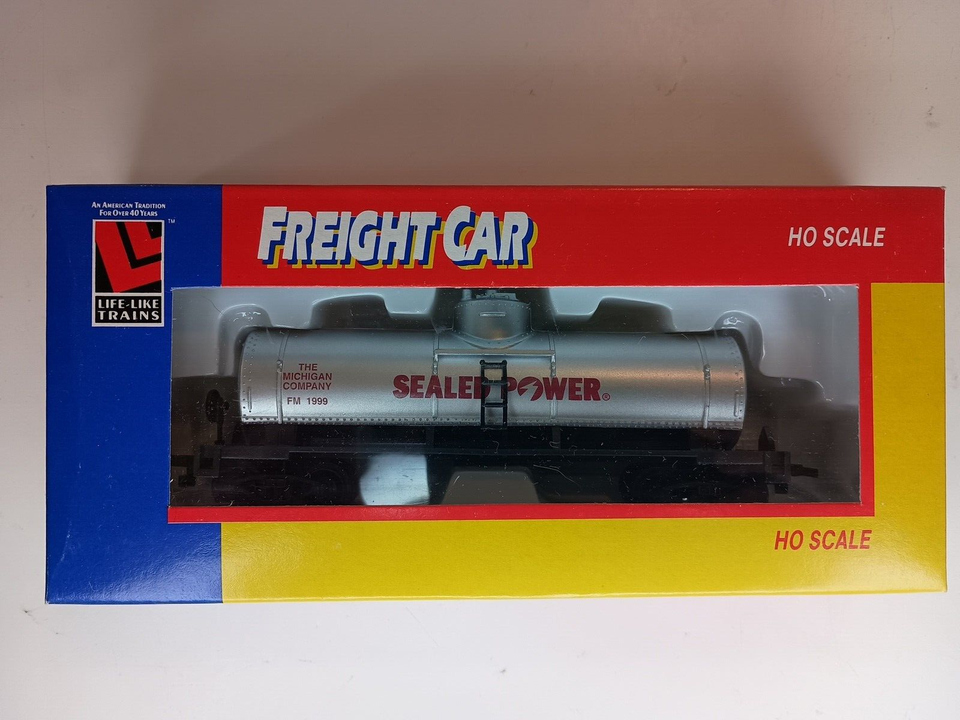 AN AMERICAN TRADITION
FOR OVER 40 YEARS
TM
LIFE-LIKE
TRAINS
FREIGHT CAR
HO SCALE
THE
MICHIGAN
COMPANY
FM 1999
SEALED POWER®
HO SCALE